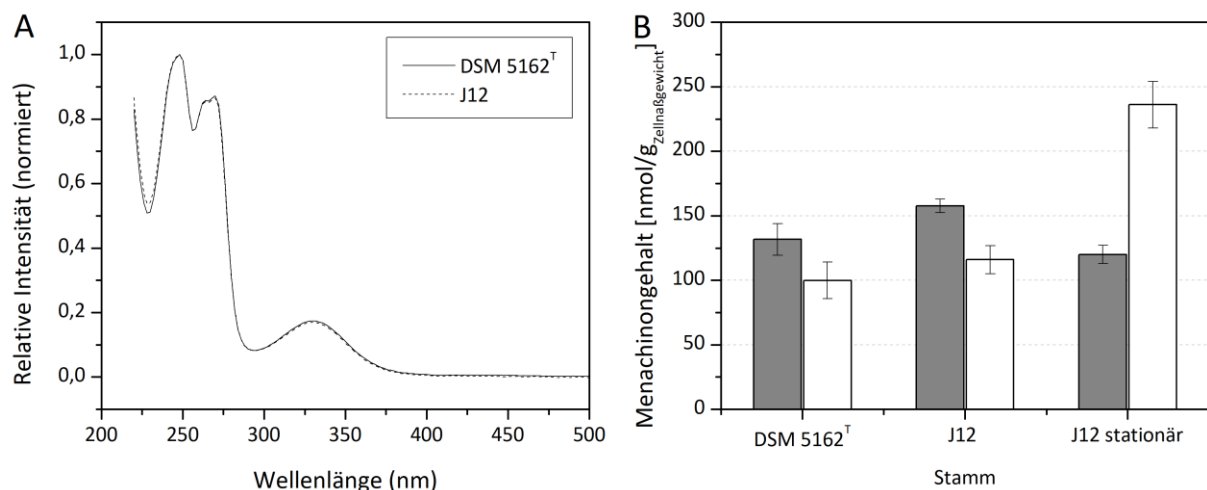 A
Relative Intensität (normiert)
1,0
0,8
0,6
0,4
0,2
0,0
200 250 300 350 400 450 500
Wellenlänge (nm)
DSM 5162^T
J12
B
Menachinongehalt [nmol/g_Zellnaßgewicht]
300
250
200
150
100
50
0
DSM 5162^T J12 J12 stationär
Stamm